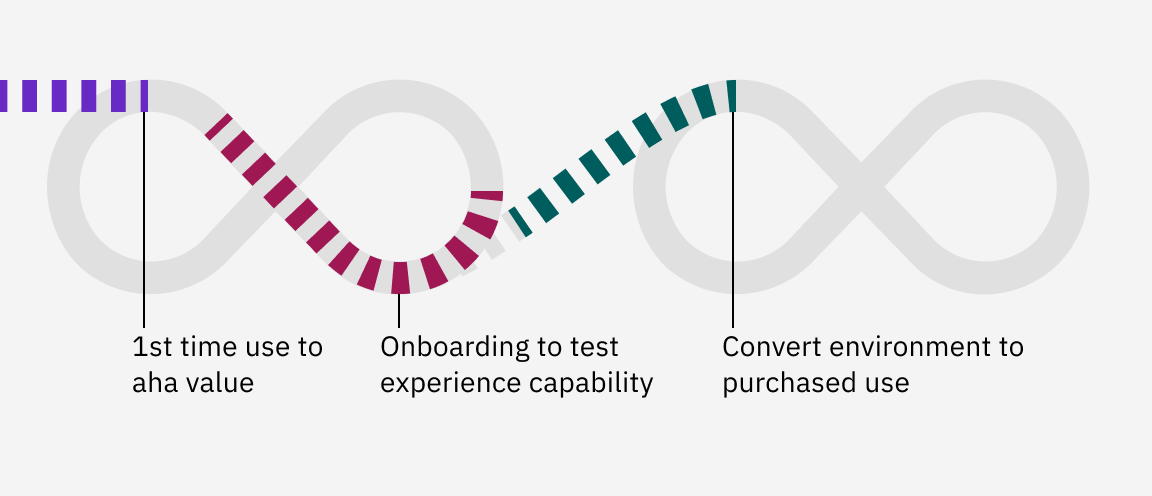 1st time use to
aha value
Onboarding to test
experience capability
Convert environment to
purchased use